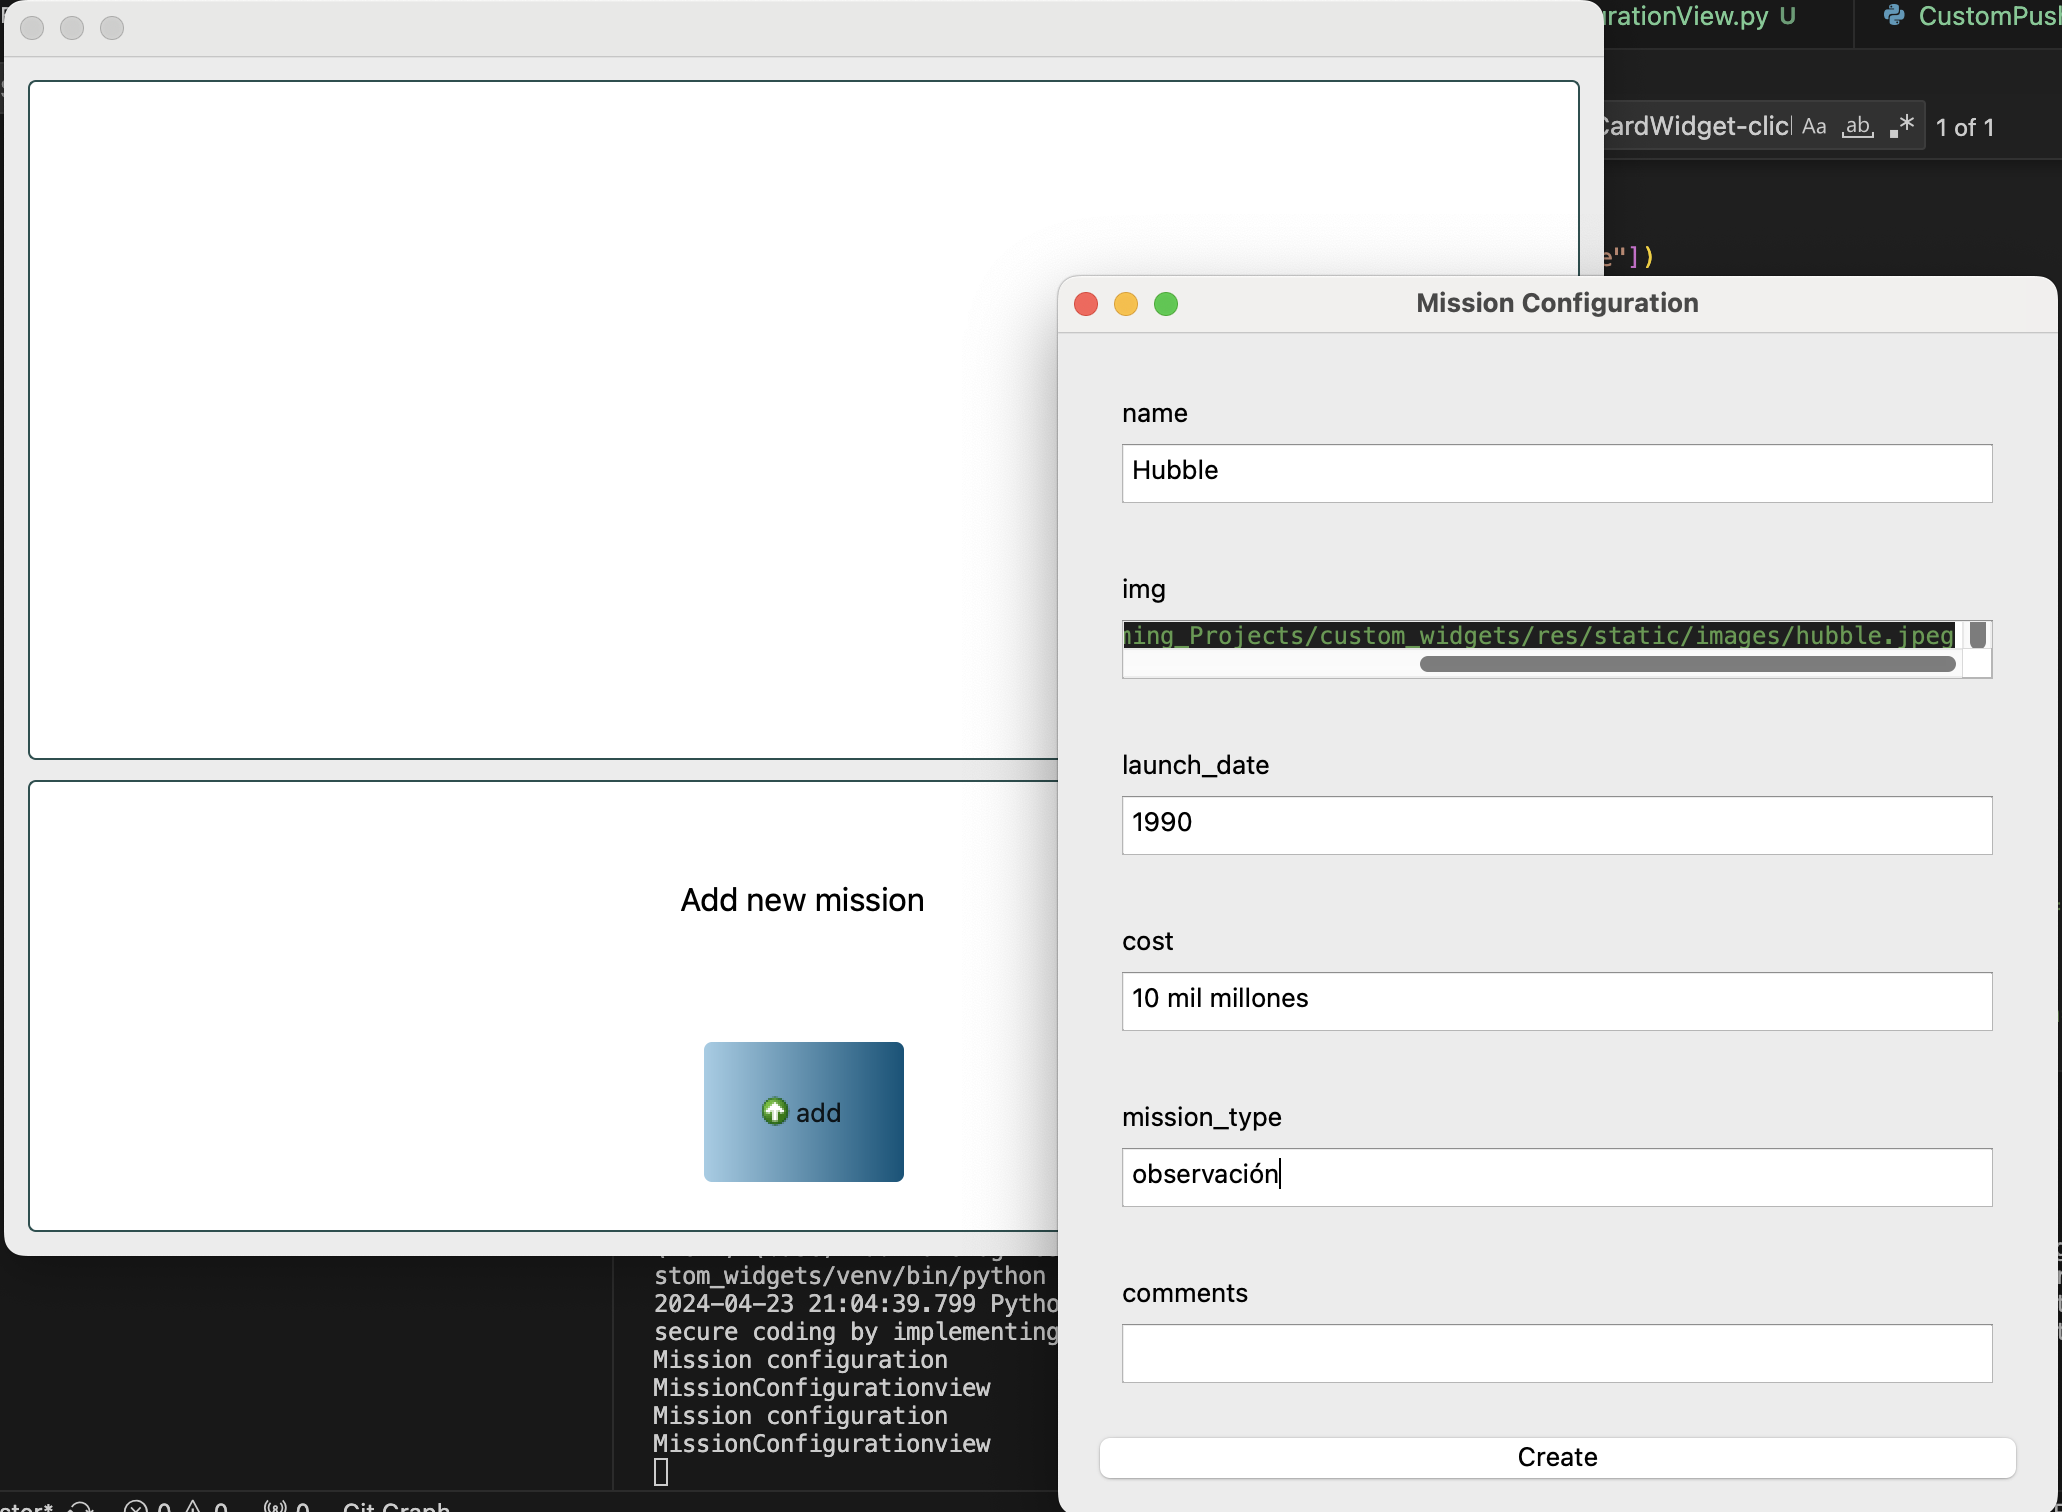 rationView.py U
CustomPush
CardWidget-clic Aa ab .* 1 of 1
e"])
Mission Configuration
name
Hubble
img
ning_Projects/custom_widgets/res/static/images/hubble.jpeg
launch_date
1990
cost
10 mil millones
mission_type
observación
comments
Create
Add new mission
add
stom_widgets/venv/bin/python
2024-04-23 21:04:39.799 Pytho
secure coding by implementing
Mission configuration
MissionConfigurationview
Mission configuration
MissionConfigurationview
ster* 0 0 0 Git Graph